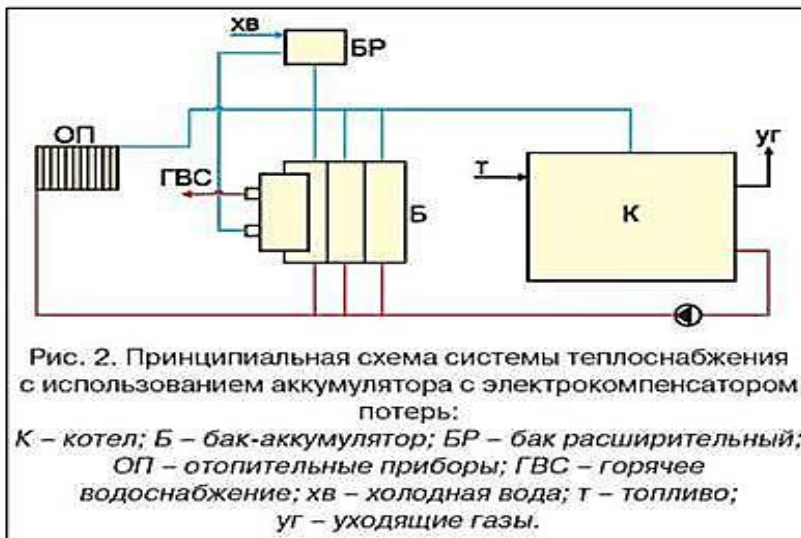 хв
БР
ОП
ГВС
Б
т
К
уг
Рис. 2. Принципиальная схема системы теплоснабжения
с использованием аккумулятора с электрокомпенсатором
потерь:
К – котел; Б – бак-аккумулятор; БР – бак расширительный;
ОП – отопительные приборы; ГВС – горячее
водоснабжение; хв – холодная вода; т – топливо;
уг – уходящие газы.